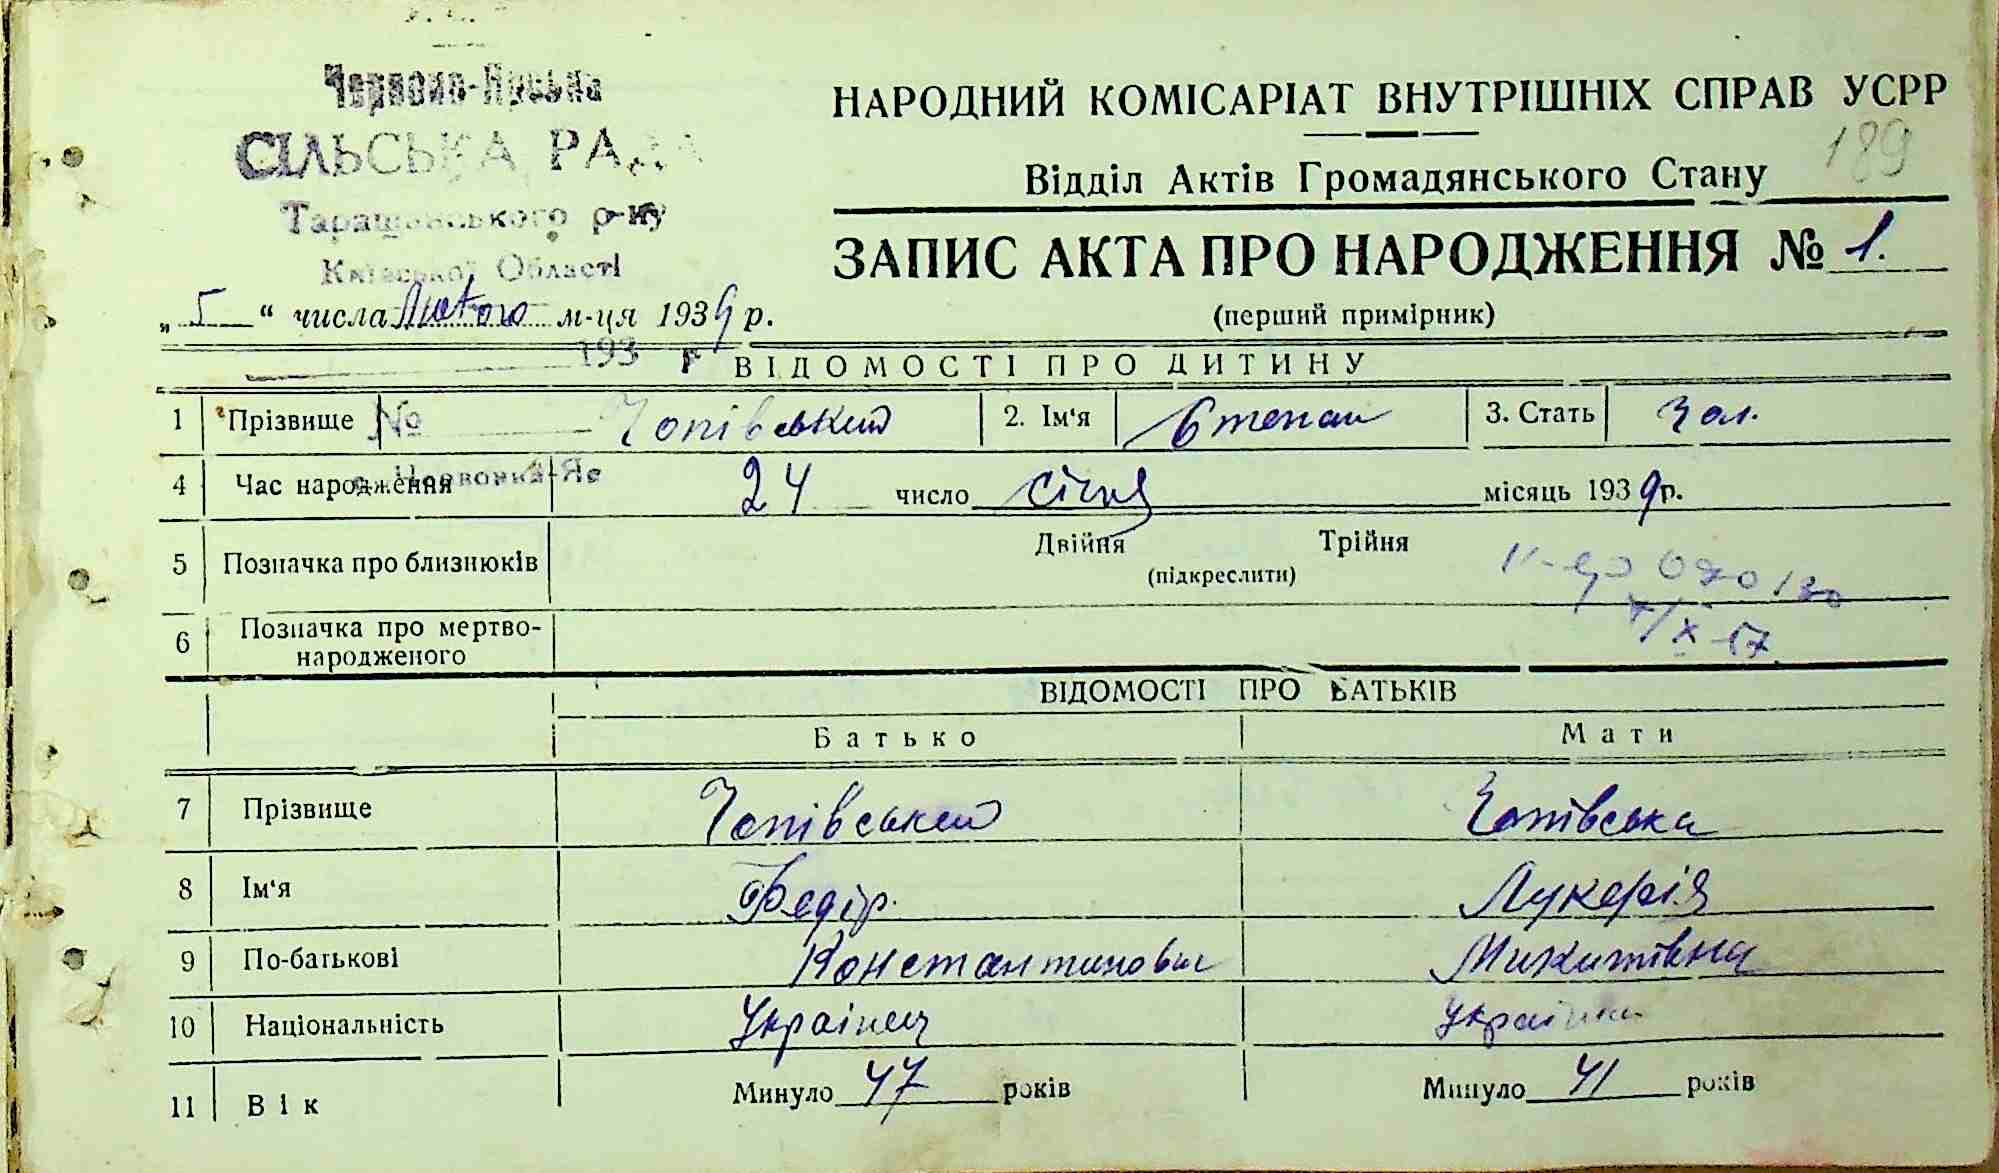 СІЛЬСЬКА РАДА
Таращанського р-ну
Київської Області
НАРОДНИЙ КОМІСАРІАТ ВНУТРІШНІХ СПРАВ УСРР
189
Відділ Актів Громадянського Стану
ЗАПИС АКТА ПРО НАРОДЖЕННЯ № 1.
(перший примірник)
„ 5 “ числа Лютого м-ця 1939 р.
193 г
ВІДОМОСТІ ПРО ДИТИНУ
1 Прізвище № Чопівський 2. Ім'я Степан 3. Стать Чол.
4 Час народження 24 число січня місяць 1939 р.
5 Позначка про близнюків Двійня Трійня
(підкреслити)
6 Позначка про мертво-
народженого
ВІДОМОСТІ ПРО БАТЬКІВ
Батько Мати
7 Прізвище Чопівський Чопівська
8 Ім'я Федір. Лукерія
9 По-батькові Константинович Микитівна
10 Національність Украінец Украінка
11 Вік Минуло 47 років Минуло 41 років